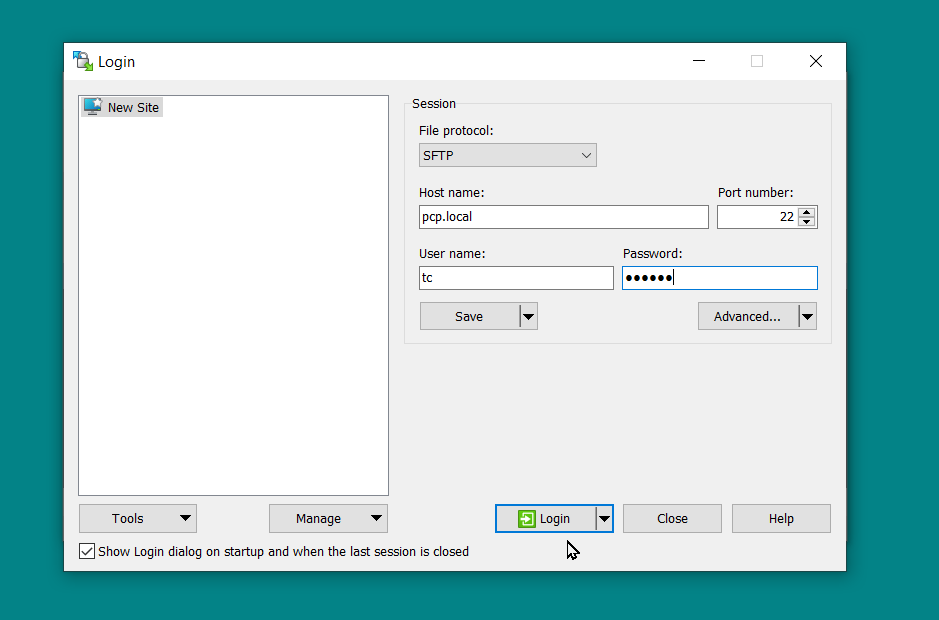 Login
New Site
Session
File protocol:
SFTP
Host name:
Port number:
pcp.local
22
User name:
Password:
tc
••••••
Save
Advanced...
Tools
Manage
Login
Close
Help
Show Login dialog on startup and when the last session is closed